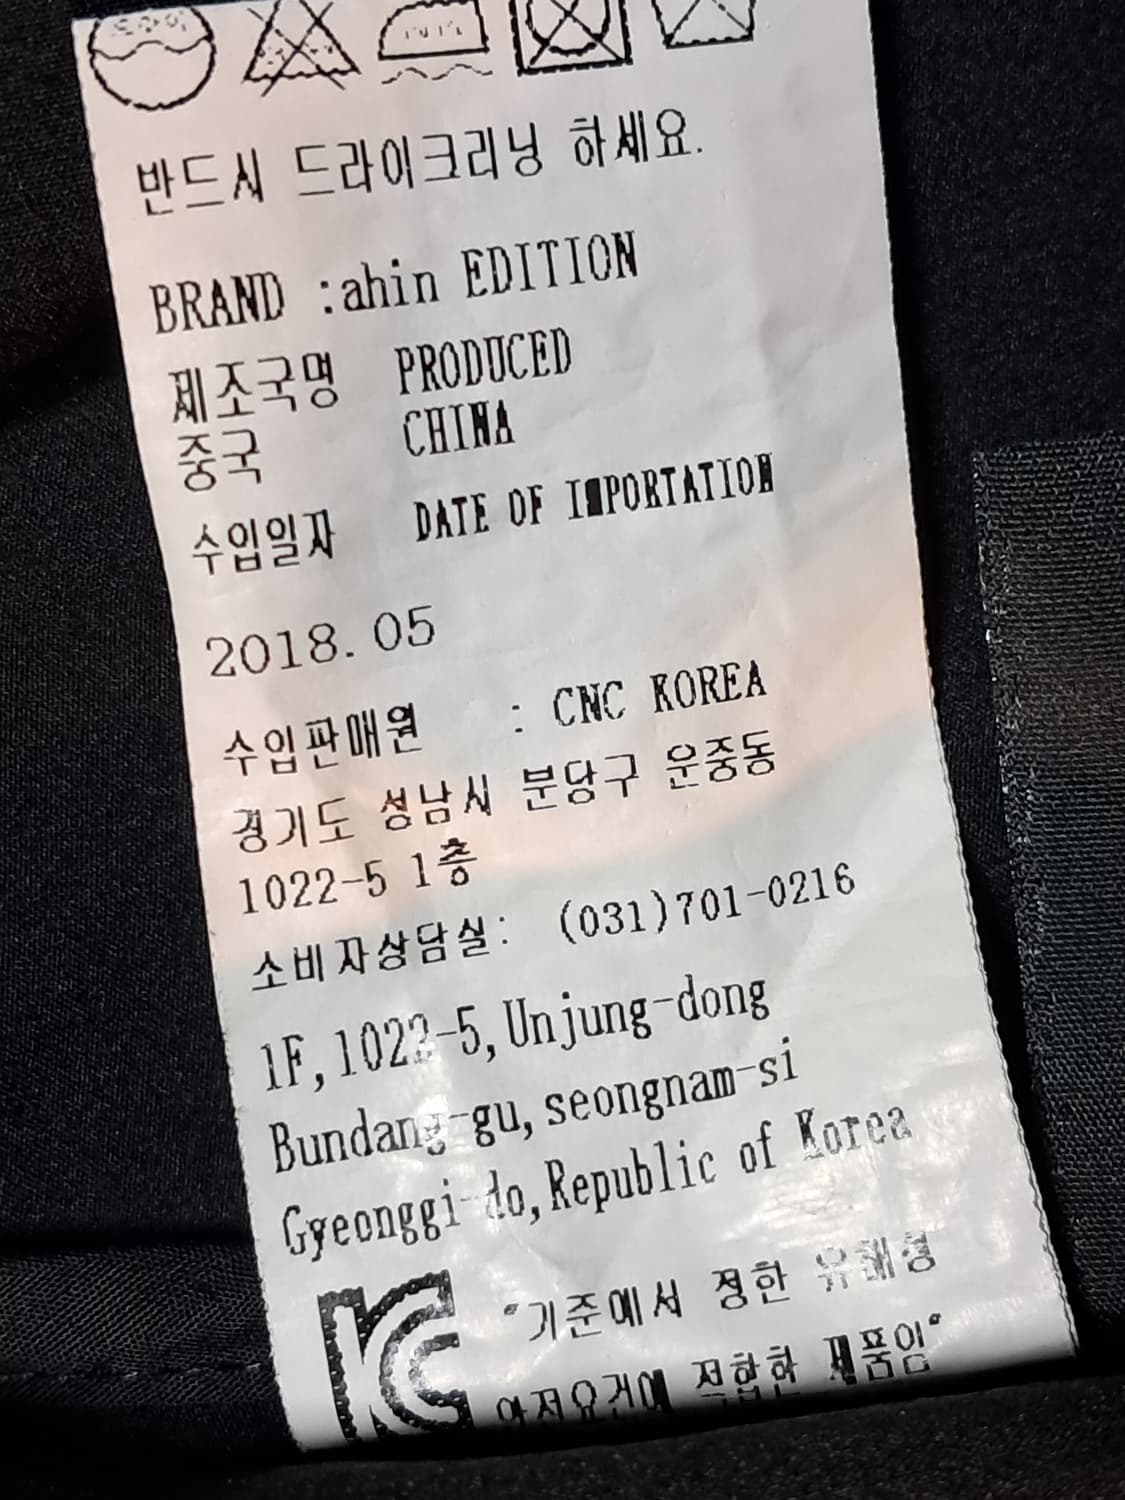 드라이
반드시 드라이크리닝 하세요.
BRAND :ahin EDITION
제조국명 PRODUCED
중국 CHINA
수입일자 DATE OF IMPORTATION
2018.05
수입판매원 : CNC KOREA
경기도 성남시 분당구 운중동
1022-5 1층
소비자상담실: (031)701-0216
1F,1022-5,Unjung-dong
Bundang-gu,seongnam-si
Gyeonggi-do,Republic of Korea
"기준에서 정한 유해성
안전요건에 적합한 제품임"